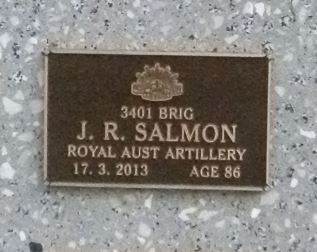 3401 BRIG
J. R. SALMON
ROYAL AUST ARTILLERY
17. 3. 2013 AGE 86